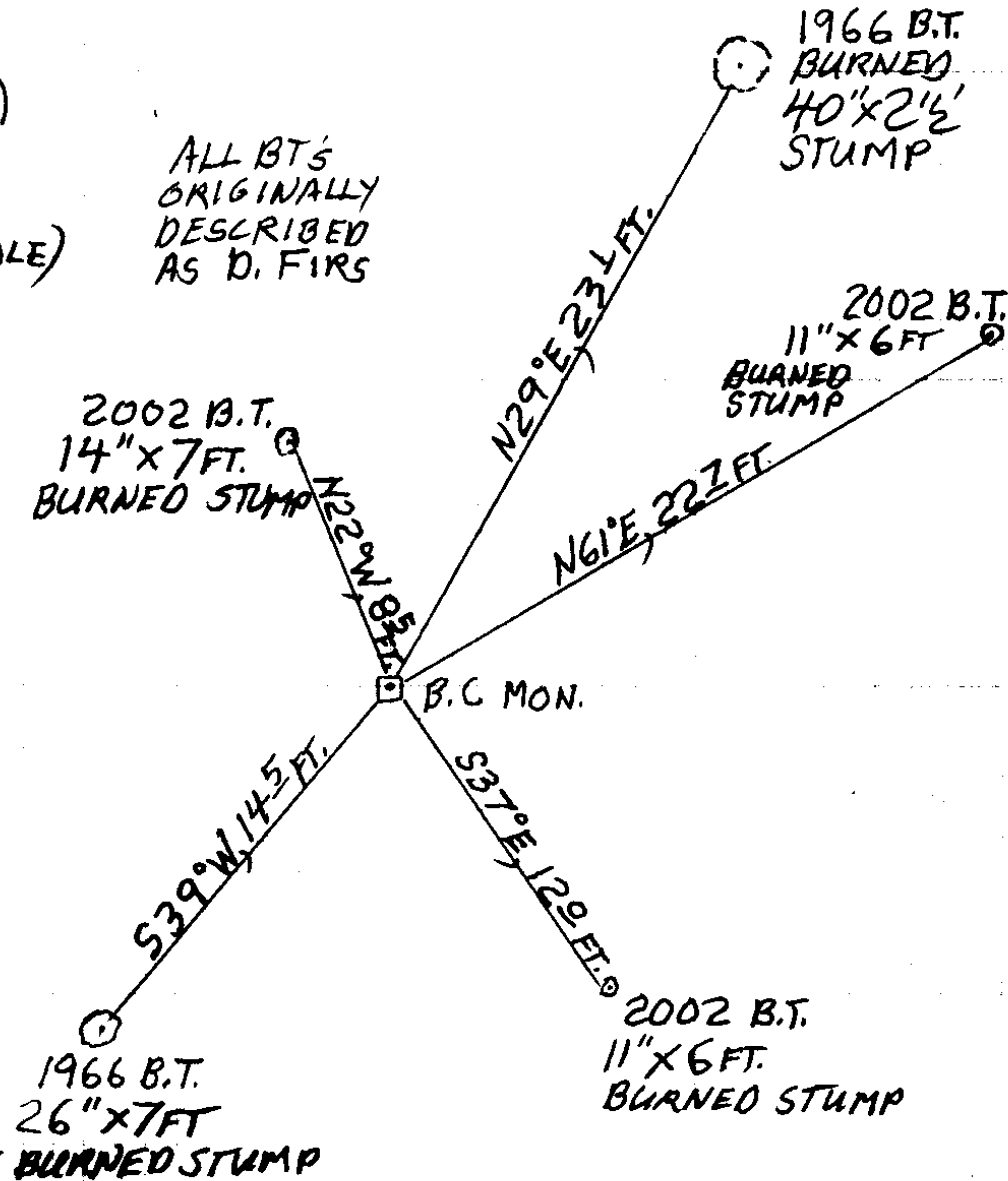 1966 B.T.
BURNED
40"x2½'
STUMP
)
ALL BT's
ORIGINALLY
DESCRIBED
AS D. FIRS
LE)
N29°E, 23 1 FT.
2002 B.T.
11"x 6 FT
BURNED
STUMP
2002 B.T.
14"x 7 FT.
BURNED STUMP
N22°W 8 5 FT.
N61°E, 22 7 FT.
B.C MON.
S39°W, 14 5 FT.
S37°E, 12 0 FT.
1966 B.T.
26"x7FT
BURNED STUMP
2002 B.T.
11"x 6 FT.
BURNED STUMP